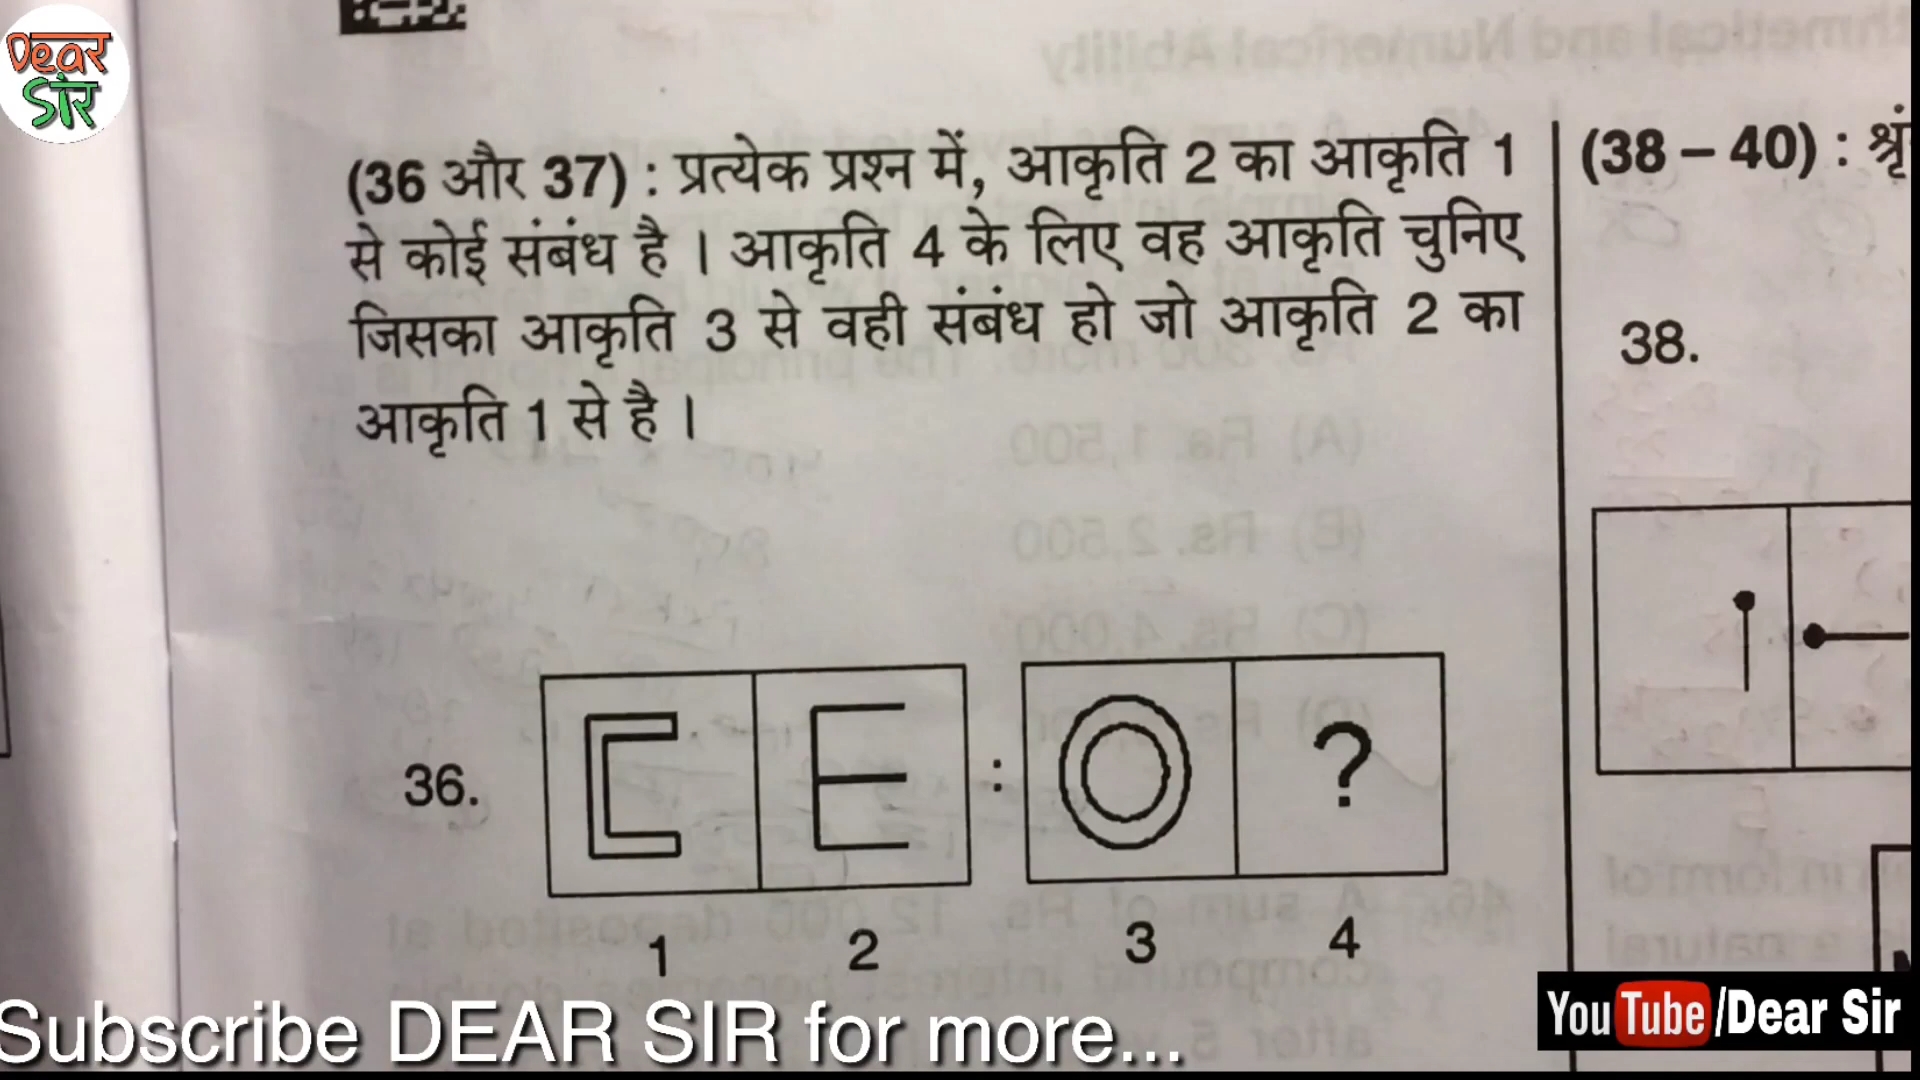 Dear
Sir
(36 और 37) : प्रत्येक प्रश्न में, आकृति 2 का आकृति 1
से कोई संबंध है । आकृति 4 के लिए वह आकृति चुनिए
जिसका आकृति 3 से वही संबंध हो जो आकृति 2 का
आकृति 1 से है ।
36.
:
?
1
2
3
4
(38 – 40) :
38.
Subscribe DEAR SIR for more...
YouTube/Dear Sir